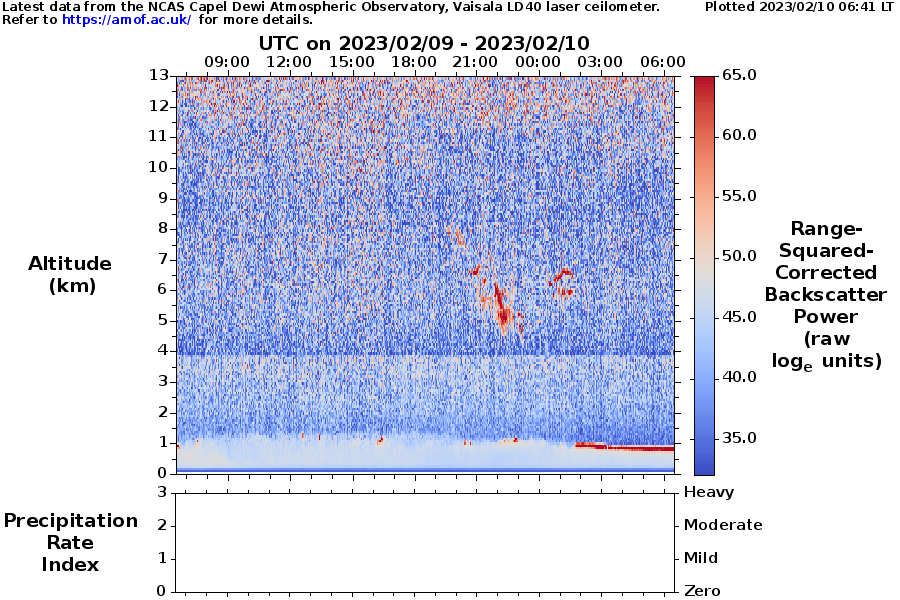 Latest data from the NCAS Capel Dewi Atmospheric Observatory, Vaisala LD40 laser ceilometer.
Plotted 2023/02/10 06:41 LT
Refer to https://amof.ac.uk/ for more details.
UTC on 2023/02/09 - 2023/02/10
09:00 12:00 15:00 18:00 21:00 00:00 03:00 06:00
13
12
11
10
9
8
7
6
5
4
3
2
1
0
Altitude
(km)
65.0
60.0
55.0
50.0
45.0
40.0
35.0
Range-
Squared-
Corrected
Backscatter
Power
(raw
logₑ units)
Precipitation
Rate
Index
3
2
1
0
Heavy
Moderate
Mild
Zero